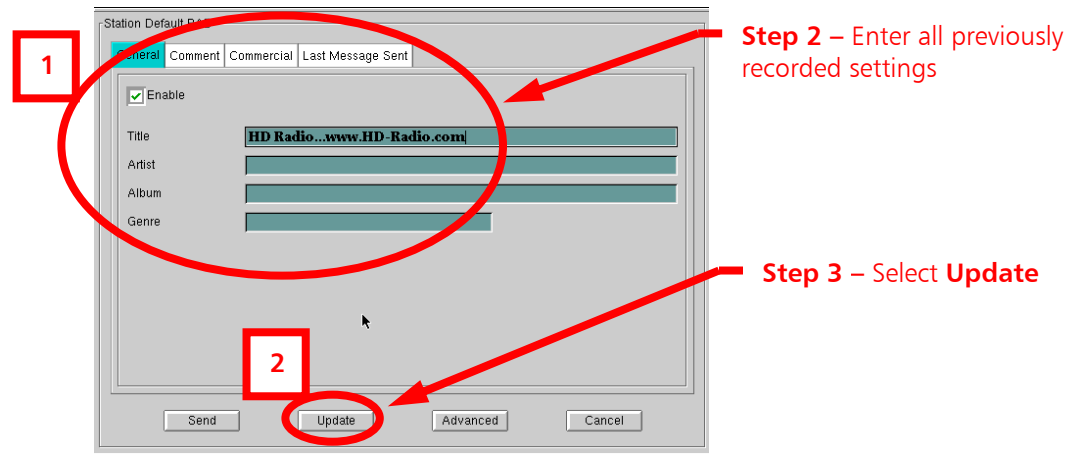 Station Default PAD
1
General Comment Commercial Last Message Sent
Enable
Title HD Radio...www.HD-Radio.com
Artist
Album
Genre
2
Send Update Advanced Cancel
Step 2 – Enter all previously
recorded settings
Step 3 – Select Update